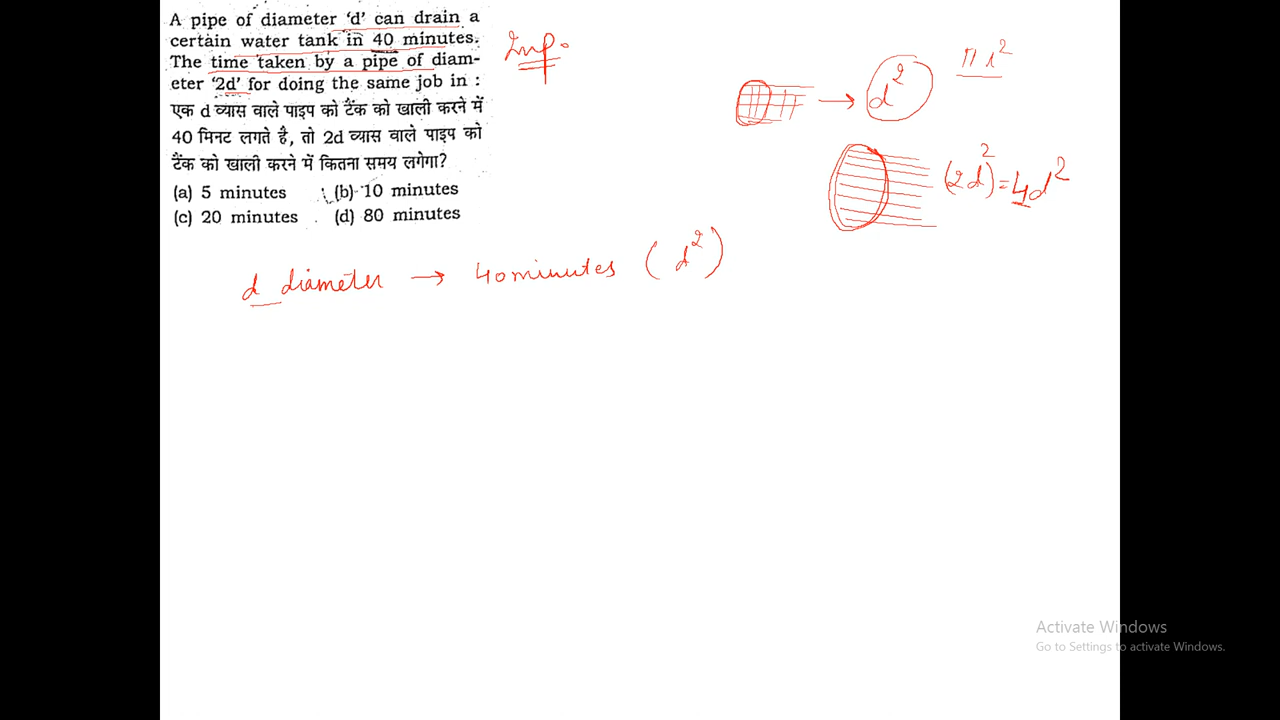 A pipe of diameter 'd' can drain a
certain water tank in 40 minutes.
The time taken by a pipe of diam-
eter '2d' for doing the same job in :
एक d व्यास वाले पाइप को टैंक को खाली करने में
40 मिनट लगते है, तो 2d व्यास वाले पाइप को
टैंक को खाली करने में कितना समय लगेगा?
(a) 5 minutes (b) 10 minutes
(c) 20 minutes (d) 80 minutes
Imp.
πr²
→ d²
(2d)² = 4d²
d diameter → 40 minutes (d²)
Activate Windows
Go to Settings to activate Windows.